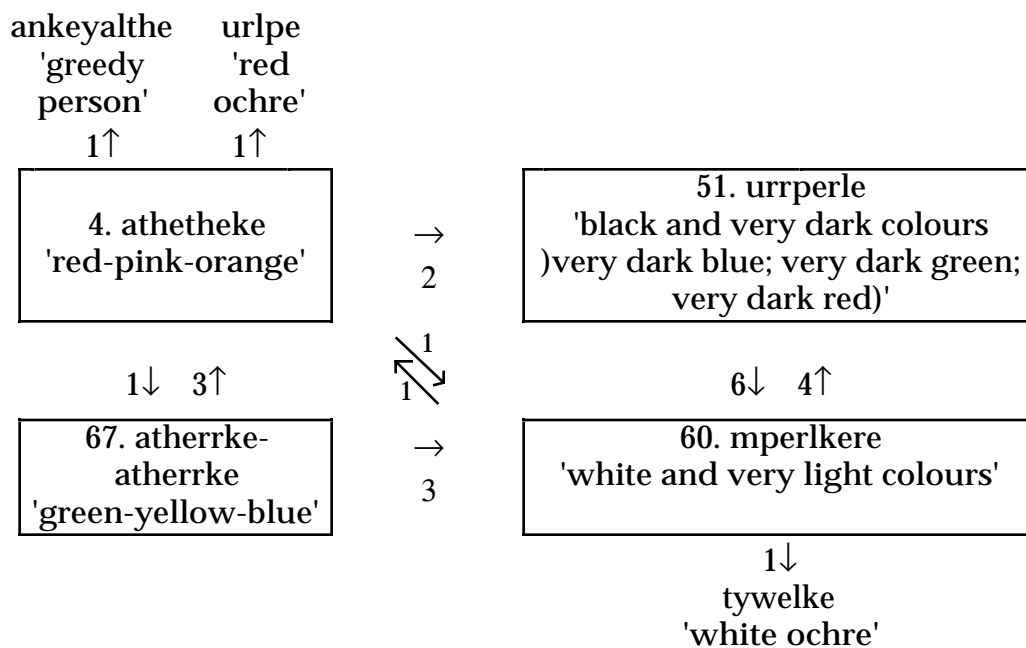 ankeyalthe urlpe
'greedy 'red
person' ochre'
1↑ 1↑
4. athetheke
'red-pink-orange'
→
2
51. urrperle
'black and very dark colours
)very dark blue; very dark green;
very dark red)'
1↓ 3↑
1
1
6↓ 4↑
67. atherrke-
atherrke
'green-yellow-blue'
→
3
60. mperlkere
'white and very light colours'
1↓
tywelke
'white ochre'